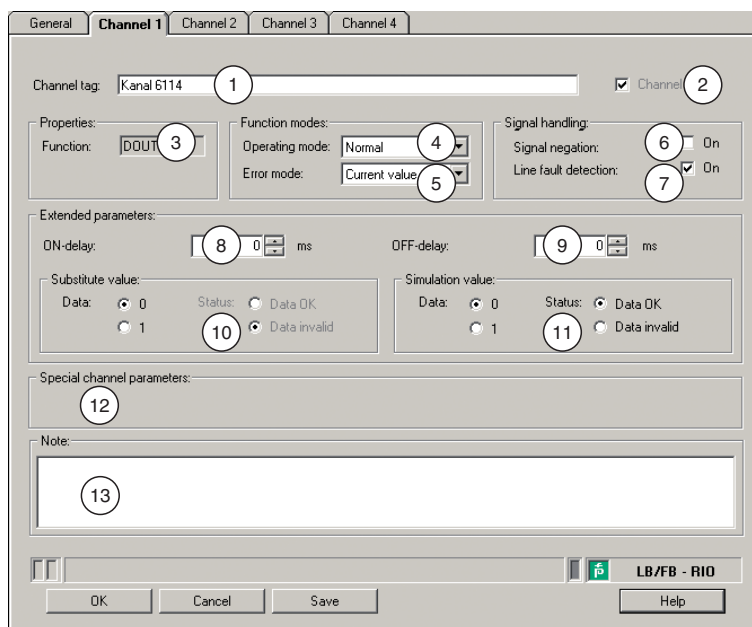 General Channel 1 Channel 2 Channel 3 Channel 4
Channel tag: Kanal 6114 1 Channel 2
Properties: Function modes: Signal handling:
Function: DOUT 3 Operating mode: Normal 4 Signal negation: 6 On
Error mode: Current value 5 Line fault detection: 7 On
Extended parameters:
ON-delay: 8 0 ms OFF-delay: 9 0 ms
Substitute value: Simulation value:
Data: 0 Status: Data OK Data: 0 Status: Data OK
1 10 Data invalid 1 11 Data invalid
Special channel parameters:
12
Note:
13
LB/FB - RIO
OK Cancel Save Help